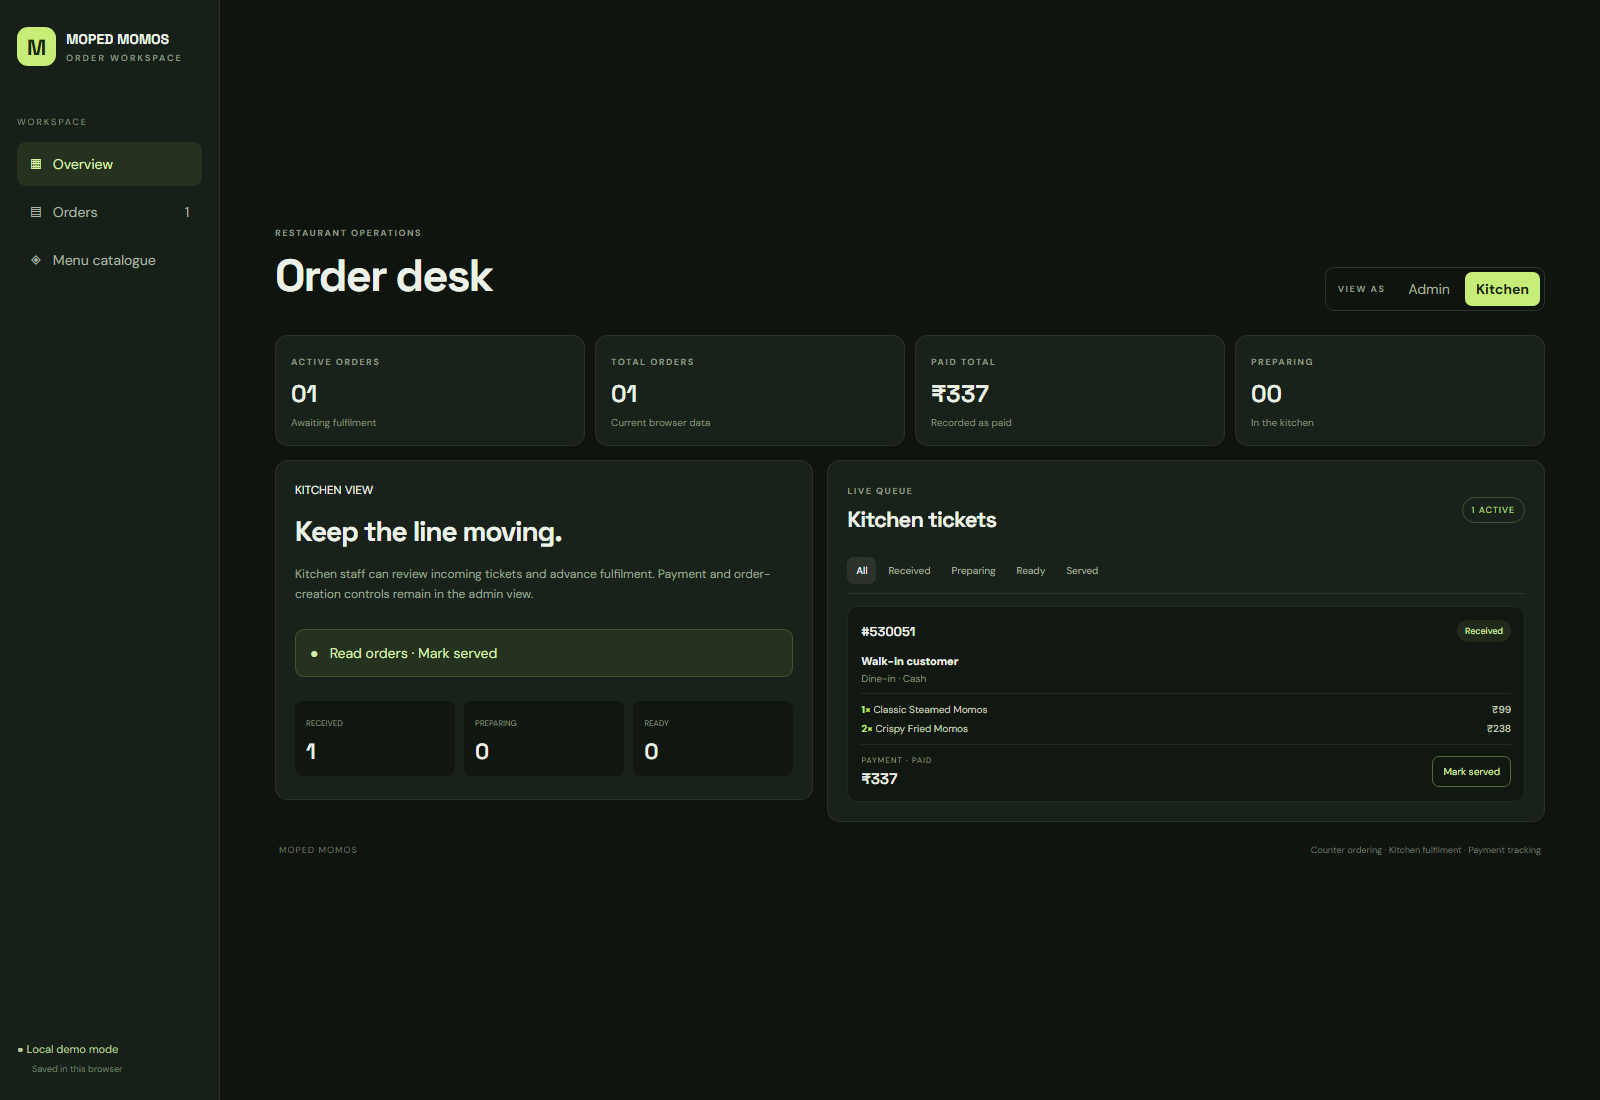 M
MOPED MOMOS
ORDER WORKSPACE
WORKSPACE
Overview
Orders 1
Menu catalogue
Local demo mode
Saved in this browser
RESTAURANT OPERATIONS
Order desk
VIEW AS Admin Kitchen
ACTIVE ORDERS
01
Awaiting fulfilment
TOTAL ORDERS
01
Current browser data
PAID TOTAL
₹337
Recorded as paid
PREPARING
00
In the kitchen
KITCHEN VIEW
Keep the line moving.
Kitchen staff can review incoming tickets and advance fulfilment. Payment and order-
creation controls remain in the admin view.
Read orders · Mark served
RECEIVED
1
PREPARING
0
READY
0
LIVE QUEUE
Kitchen tickets
1 ACTIVE
All Received Preparing Ready Served
#530051 Received
Walk-in customer
Dine-in · Cash
1× Classic Steamed Momos ₹99
2× Crispy Fried Momos ₹238
PAYMENT · PAID
₹337
Mark served
MOPED MOMOS
Counter ordering · Kitchen fulfilment · Payment tracking